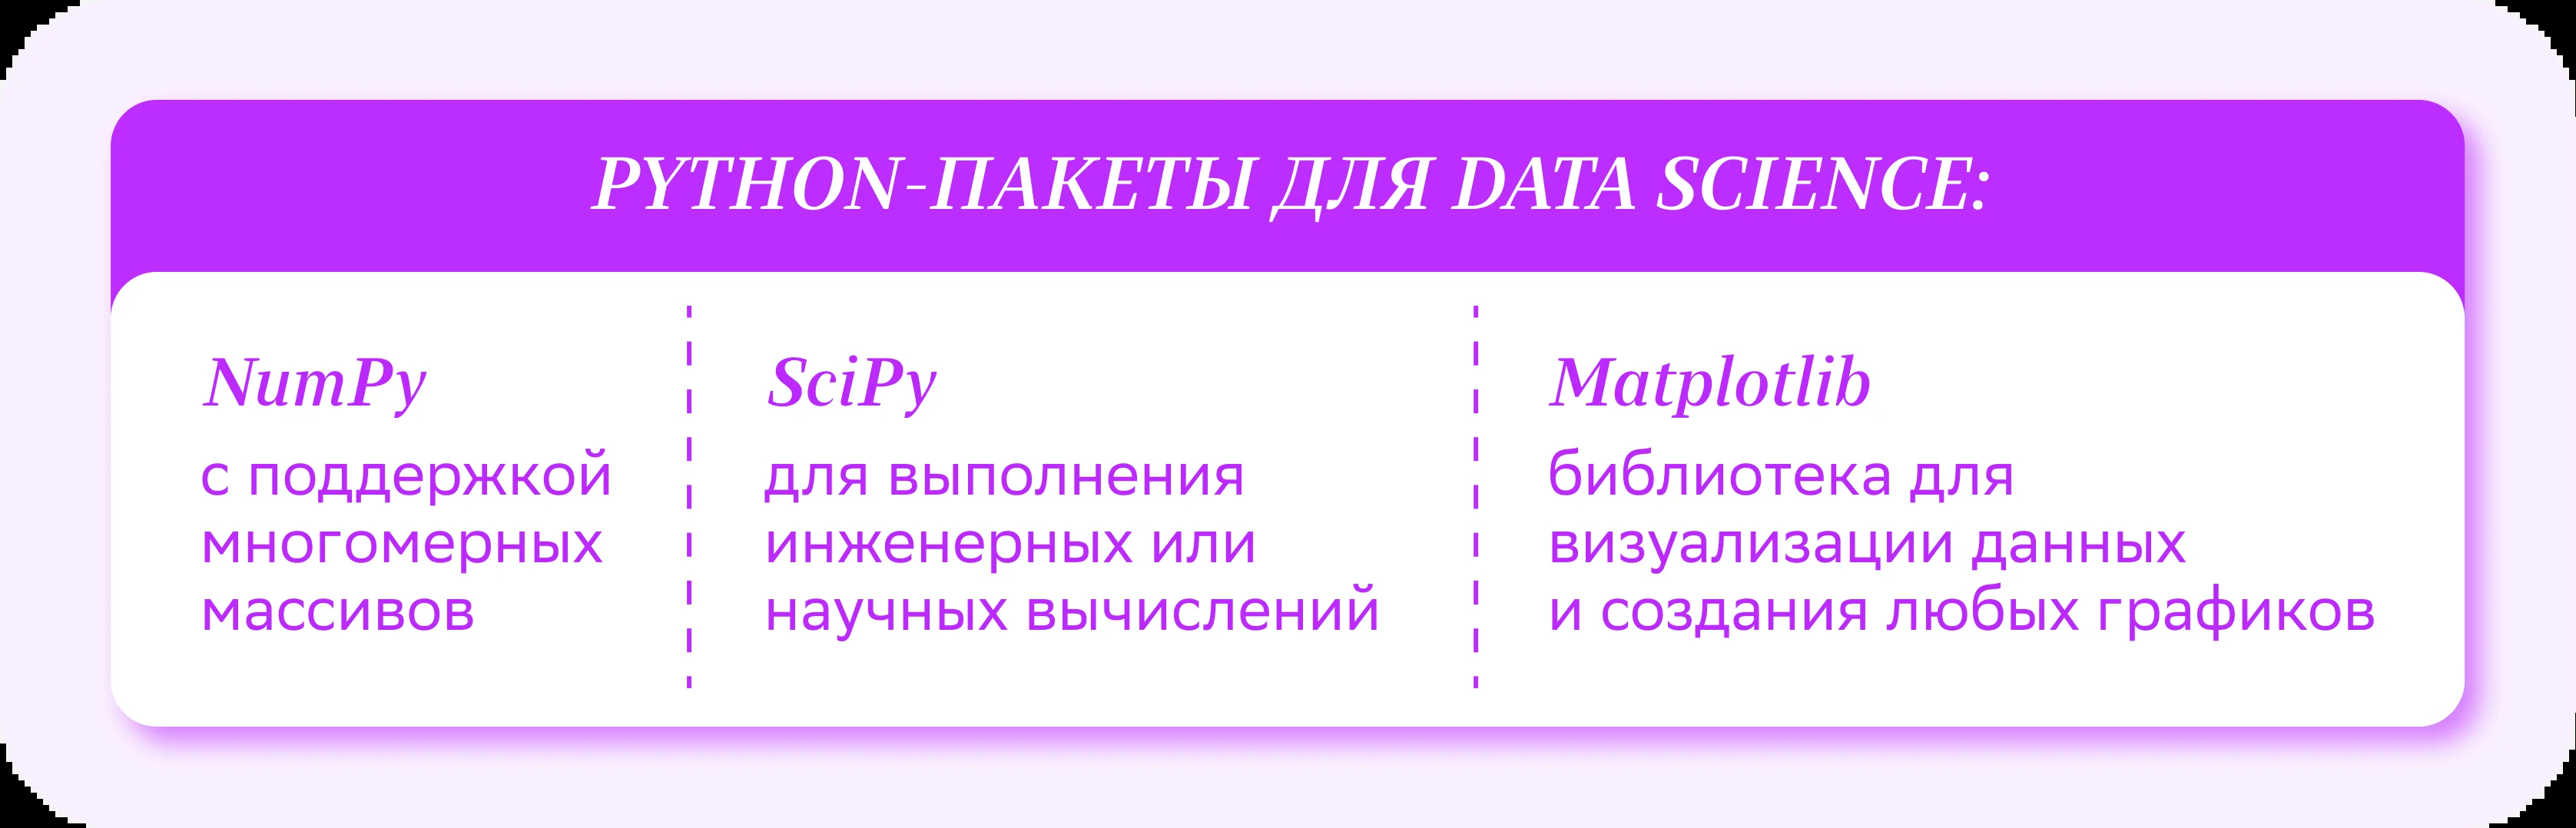 PYTHON-ПАКЕТЫ ДЛЯ DATA SCIENCE:
NumPy
с поддержкой
многомерных
массивов
SciPy
для выполнения
инженерных или
научных вычислений
Matplotlib
библиотека для
визуализации данных
и создания любых графиков